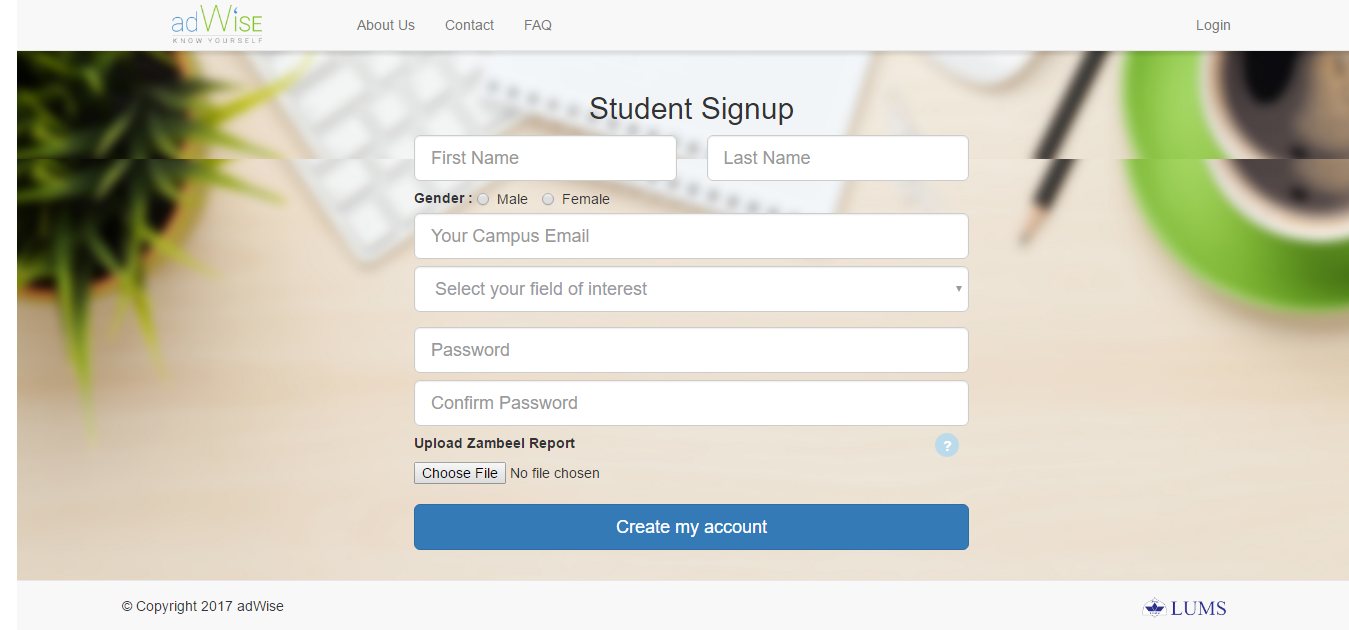 adWise
KNOW YOURSELF
About Us
Contact
FAQ
Login
Student Signup
First Name
Last Name
Gender : Male Female
Your Campus Email
Select your field of interest
Password
Confirm Password
Upload Zambeel Report
?
Choose File No file chosen
Create my account
© Copyright 2017 adWise
LUMS